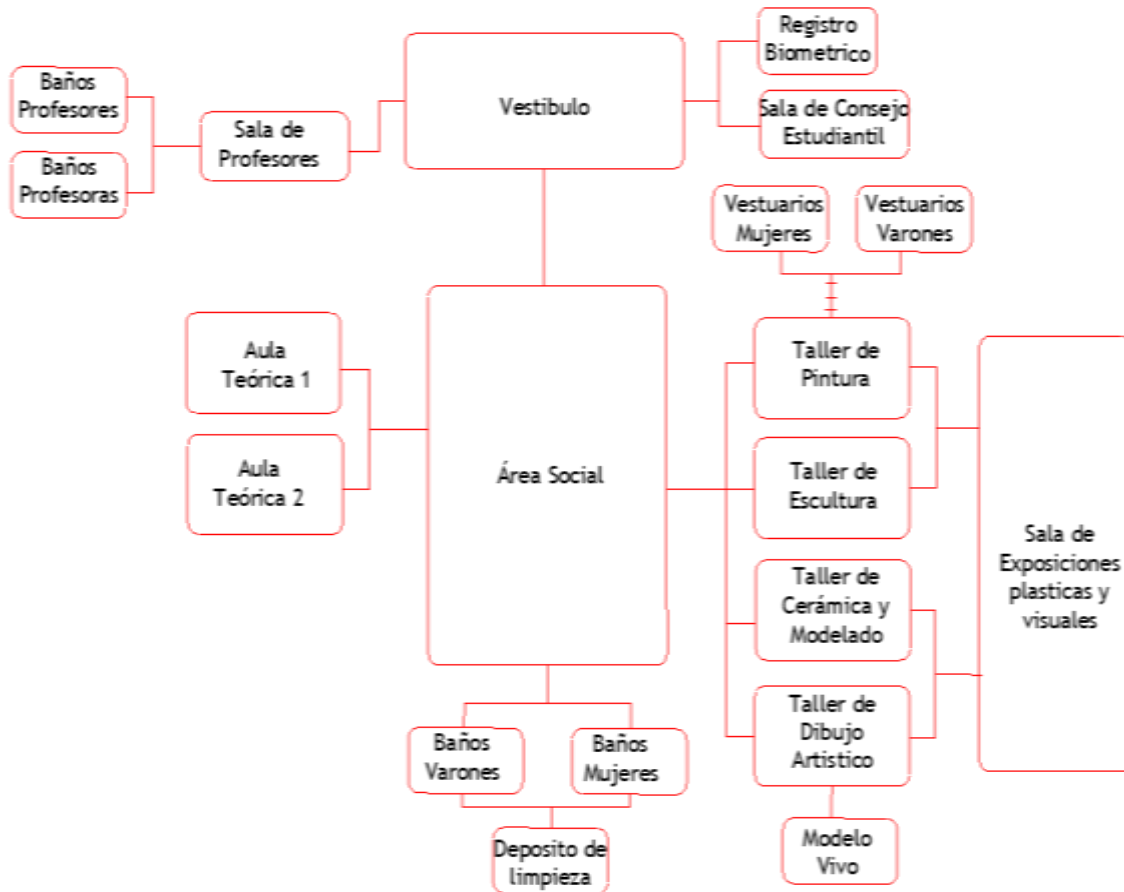 Registro
Biometrico
Baños
Profesores
Vestibulo
Sala de Consejo
Estudiantil
Sala de
Profesores
Baños
Profesoras
Vestuarios
Mujeres
Vestuarios
Varones
Aula
Teórica 1
Taller de
Pintura
Aula
Teórica 2
Área Social
Taller de
Escultura
Sala de
Exposiciones
plasticas y
visuales
Taller de
Cerámica y
Modelado
Taller de
Dibujo
Artistico
Baños
Varones
Baños
Mujeres
Deposito de
limpieza
Modelo
Vivo